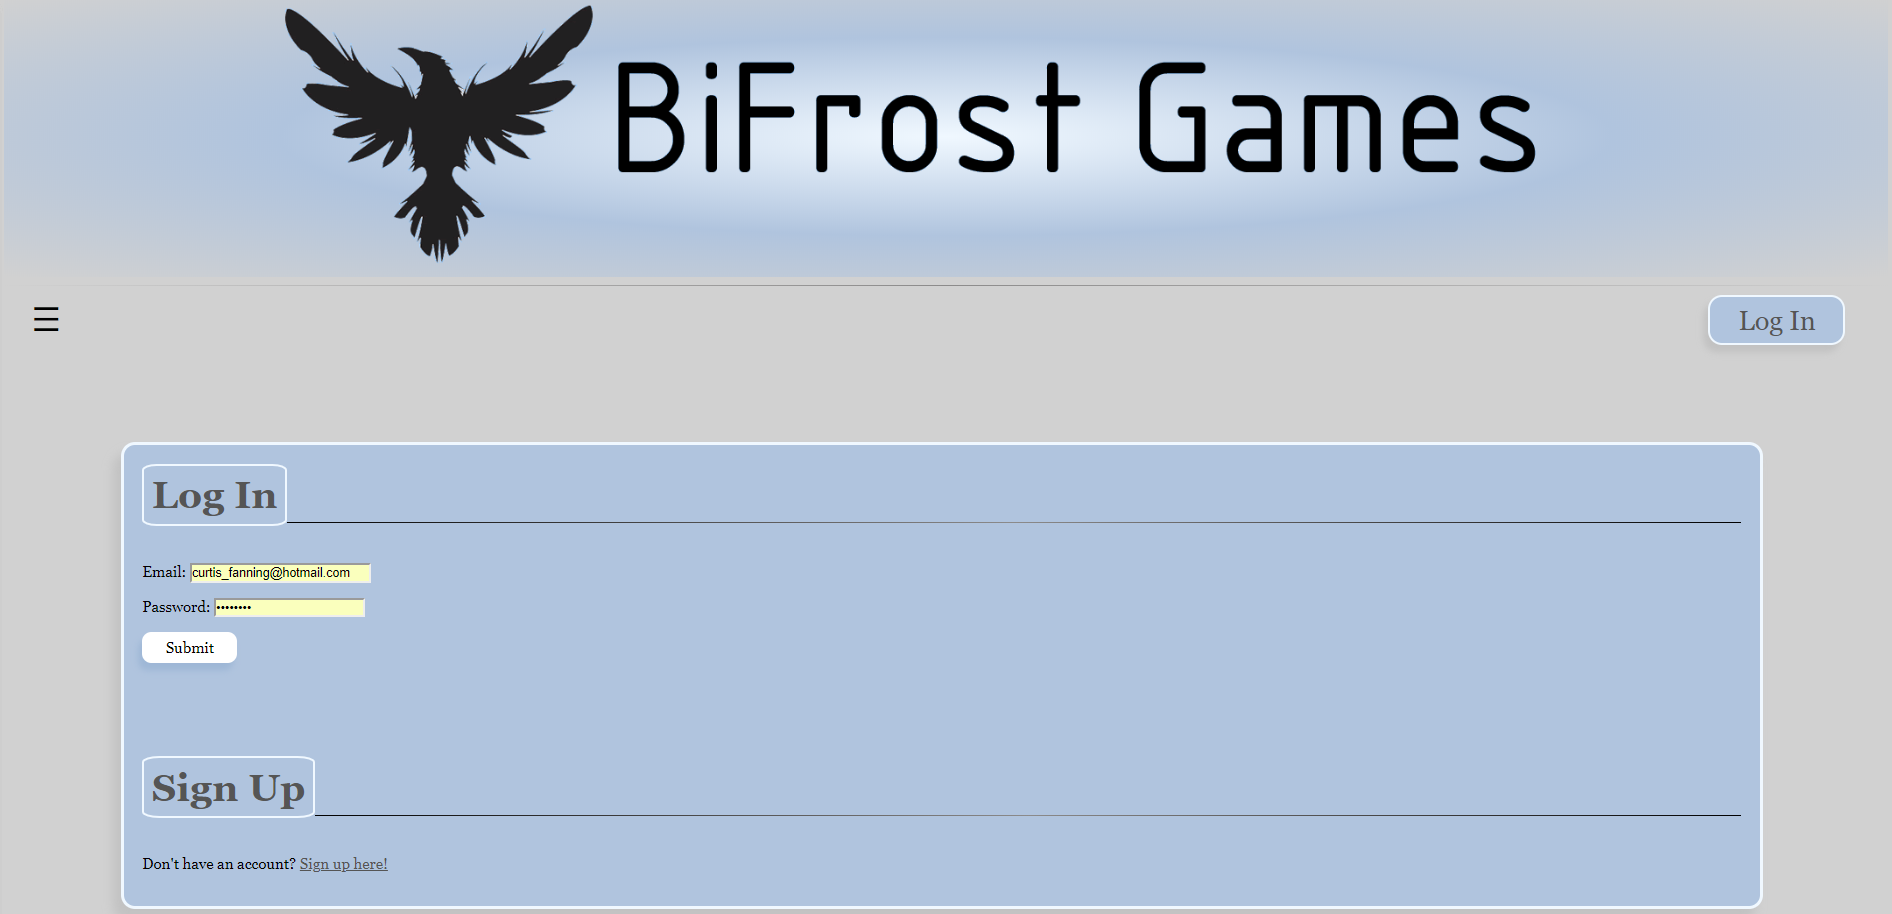 BiFrost Games
Log In
Log In
Email: curtis_fanning@hotmail.com
Password: ••••••••
Submit
Sign Up
Don't have an account? Sign up here!